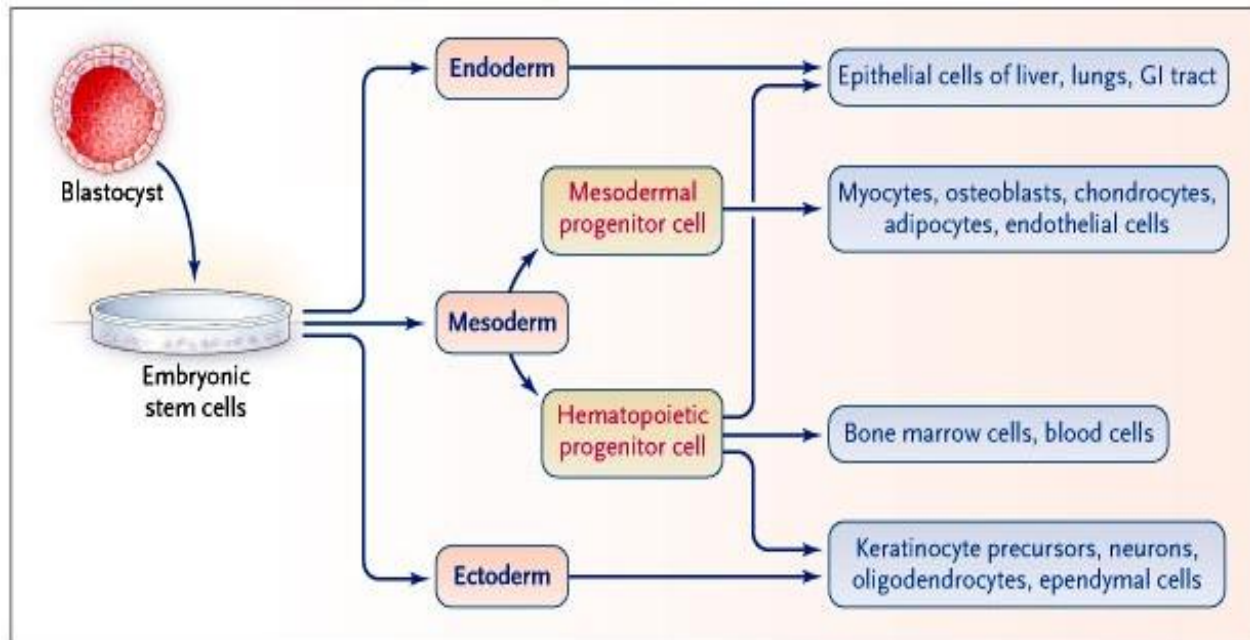 Blastocyst
Embryonic
stem cells
Endoderm
Mesoderm
Ectoderm
Mesodermal
progenitor cell
Hematopoietic
progenitor cell
Epithelial cells of liver, lungs, GI tract
Myocytes, osteoblasts, chondrocytes,
adipocytes, endothelial cells
Bone marrow cells, blood cells
Keratinocyte precursors, neurons,
oligodendrocytes, ependymal cells